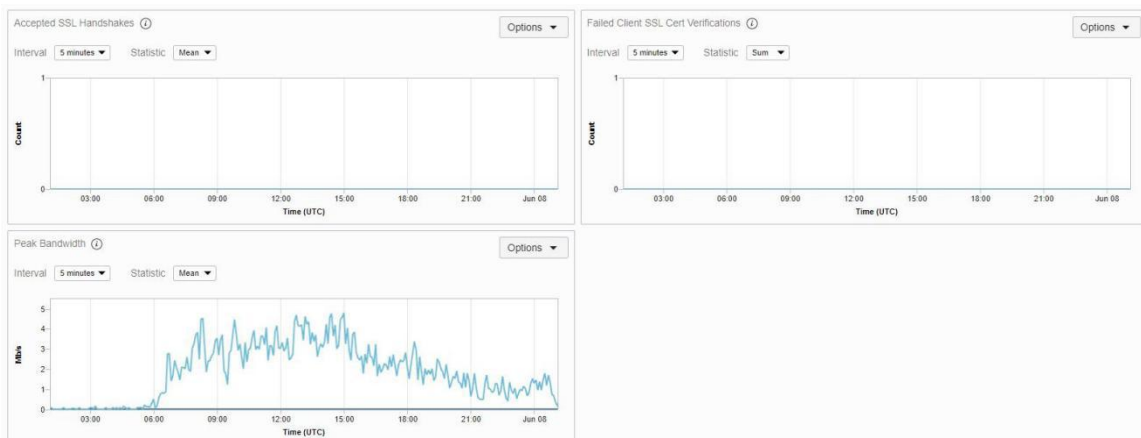 Accepted SSL Handshakes
Options
Interval 5 minutes Statistic Mean
1
Count
0
03:00 06:00 09:00 12:00 15:00 18:00 21:00 Jun 08
Time (UTC)
Failed Client SSL Cert Verifications
Options
Interval 5 minutes Statistic Sum
1
Count
0
03:00 06:00 09:00 12:00 15:00 18:00 21:00 Jun 08
Time (UTC)
Peak Bandwidth
Options
Interval 5 minutes Statistic Mean
5
4
3
2
1
0
Mb/s
03:00 06:00 09:00 12:00 15:00 18:00 21:00 Jun 08
Time (UTC)